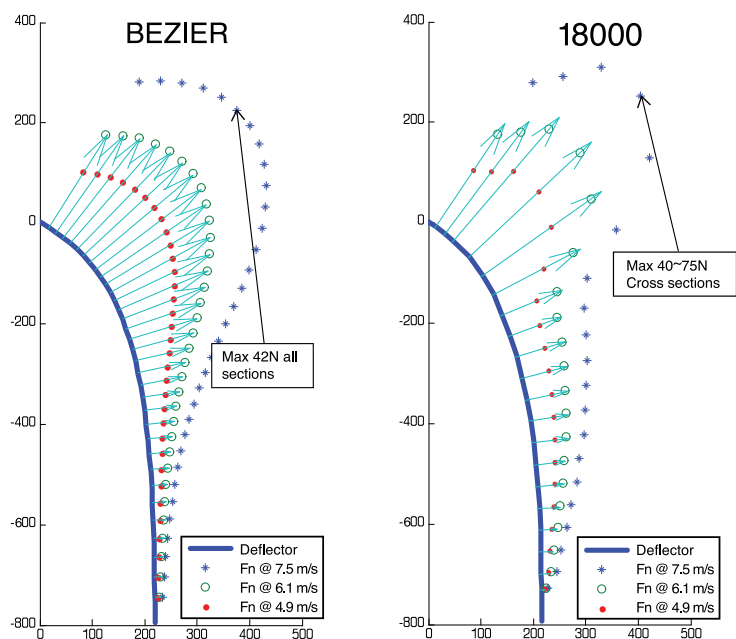 BEZIER
400
200
0
-200
-400
-600
-800
0
100
200
300
400
500
Max 42N all
sections
Deflector
Fn @ 7.5 m/s
Fn @ 6.1 m/s
Fn @ 4.9 m/s
18000
400
200
0
-200
-400
-600
-800
0
100
200
300
400
500
Max 40~75N
Cross sections
Deflector
Fn @ 7.5 m/s
Fn @ 6.1 m/s
Fn @ 4.9 m/s